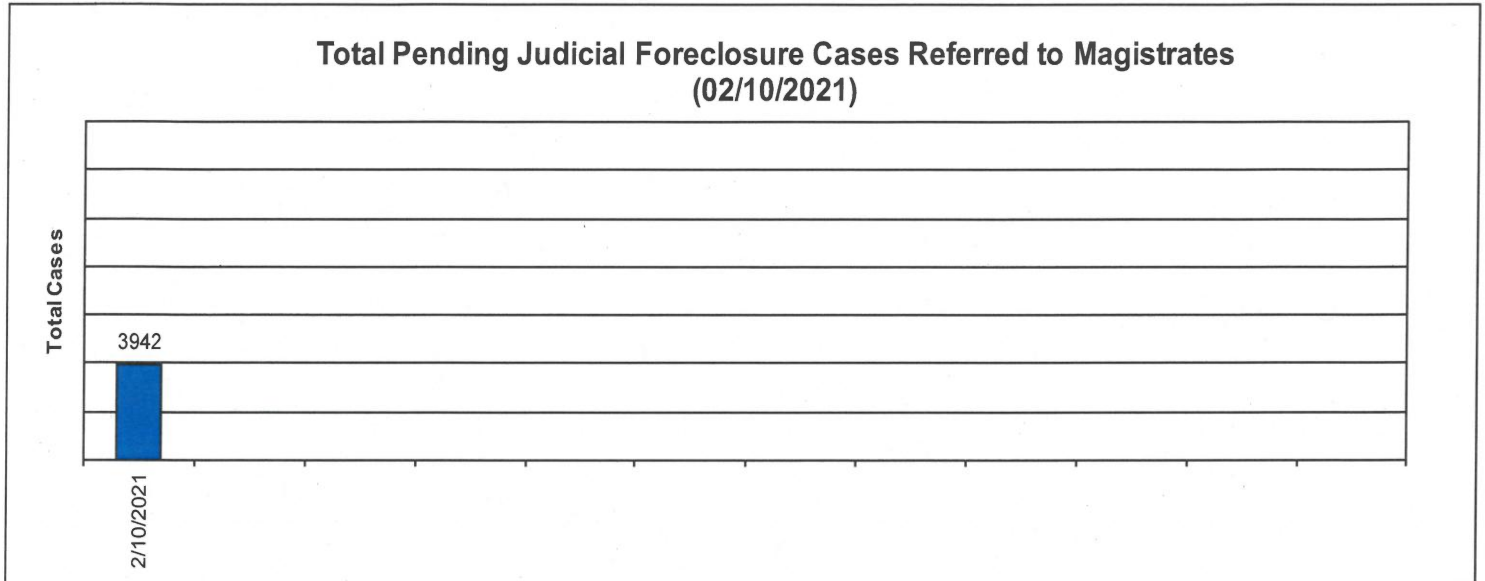 Total Pending Judicial Foreclosure Cases Referred to Magistrates
(02/10/2021)
Total Cases
3942
2/10/2021